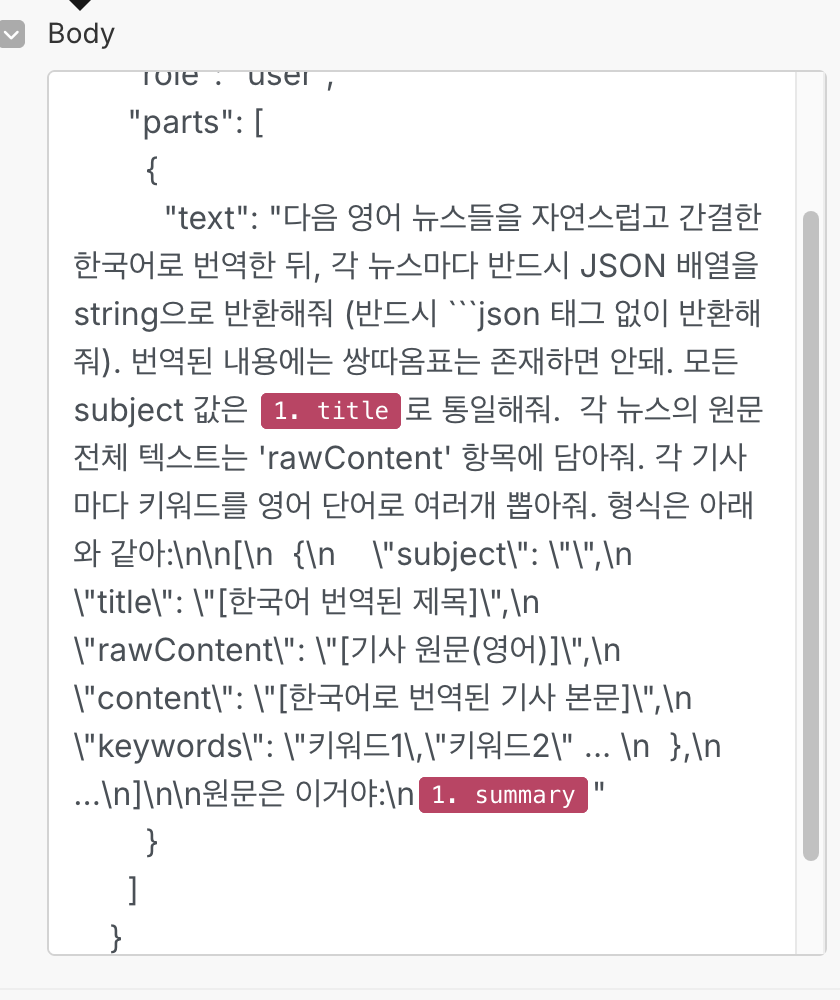 Body
"role": "user",
"parts": [
{
"text": "다음 영어 뉴스들을 자연스럽고 간결한
한국어로 번역한 뒤, 각 뉴스마다 반드시 JSON 배열을
string으로 반환해줘 (반드시 ```json 태그 없이 반환해
줘). 번역된 내용에는 쌍따옴표는 존재하면 안돼. 모든
subject 값은 1. title로 통일해줘.  각 뉴스의 원문
전체 텍스트는 'rawContent' 항목에 담아줘. 각 기사
마다 키워드를 영어 단어로 여러개 뽑아줘. 형식은 아래
와 같아:\n\n[\n  {\n    \"subject\": \"\",\n
\"title\": \"[한국어 번역된 제목]\",\n
\"rawContent\": \"[기사 원문(영어)]\",\n
\"content\": \"[한국어로 번역된 기사 본문]\",\n
\"keywords\": \"키워드1\,\"키워드2\" ... \n  },\n
...\n]\n\n원문은 이거야:\n1. summary"
}
]
}